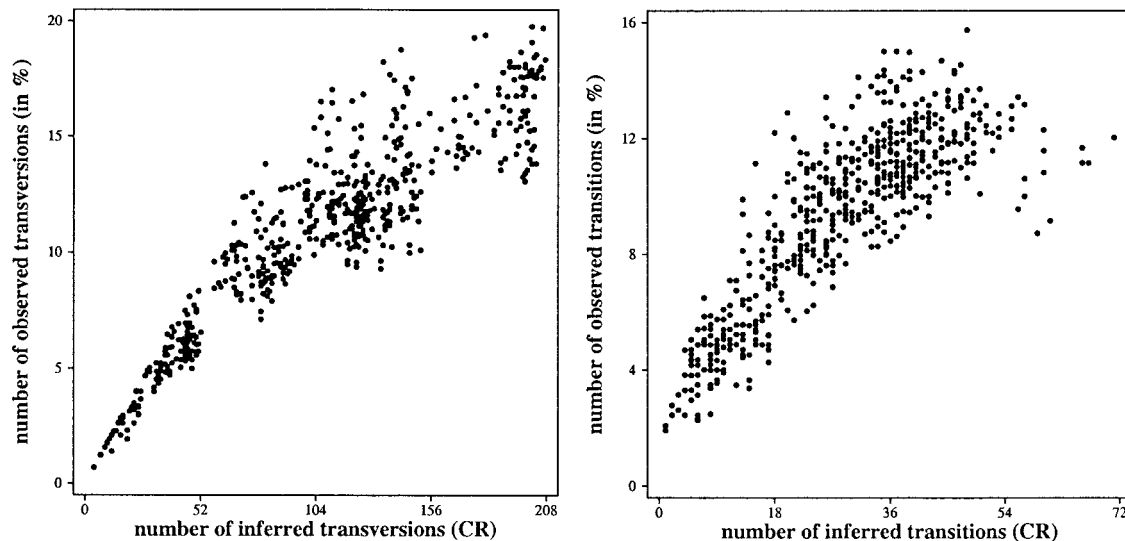 number of observed transversions (in %)
20
15
10
5
0
0 52 104 156 208
number of inferred transversions (CR)
number of observed transitions (in %)
16
12
8
4
0
0 18 36 54 72
number of inferred transitions (CR)